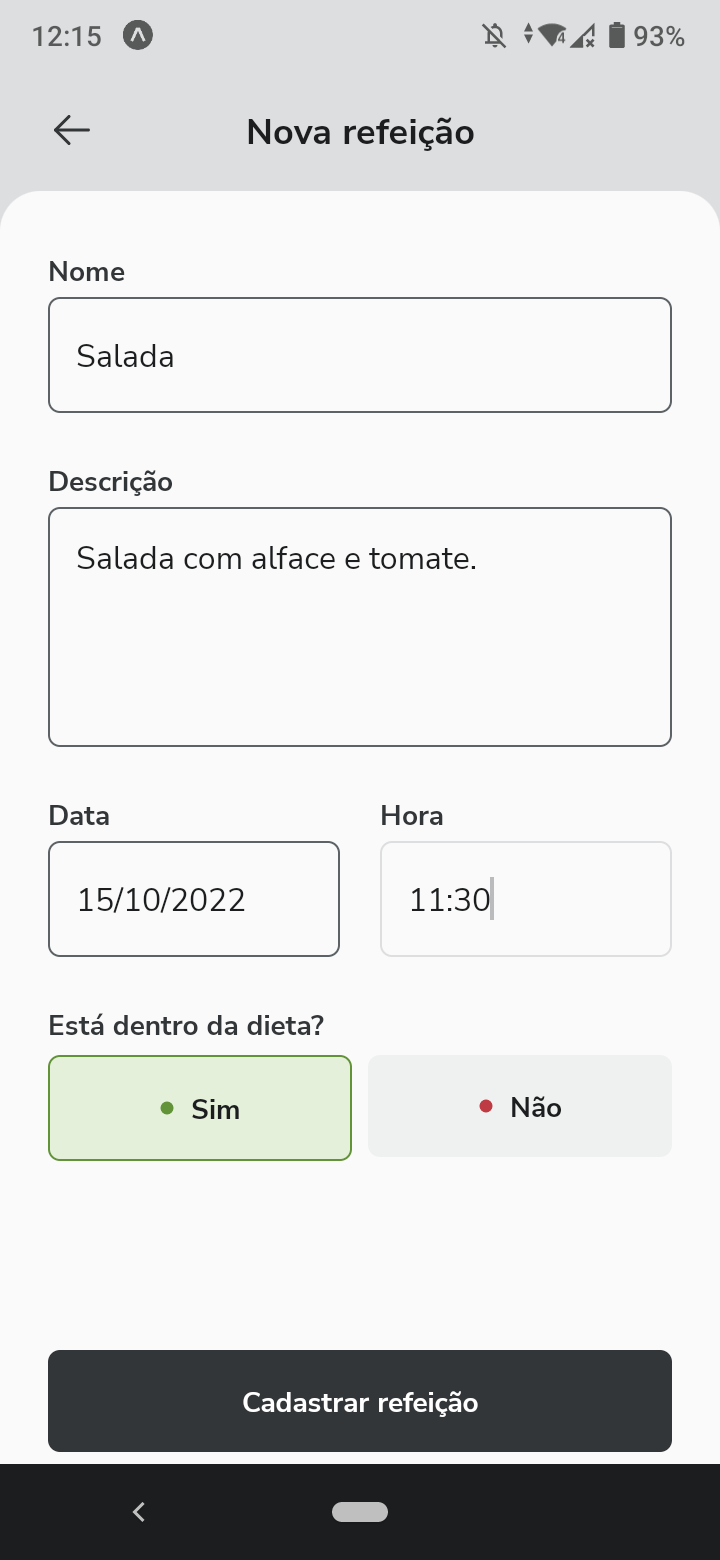 12:15
4
93%
Nova refeição
Nome
Salada
Descrição
Salada com alface e tomate.
Data
Hora
15/10/2022
11:30
Está dentro da dieta?
Sim
Não
Cadastrar refeição